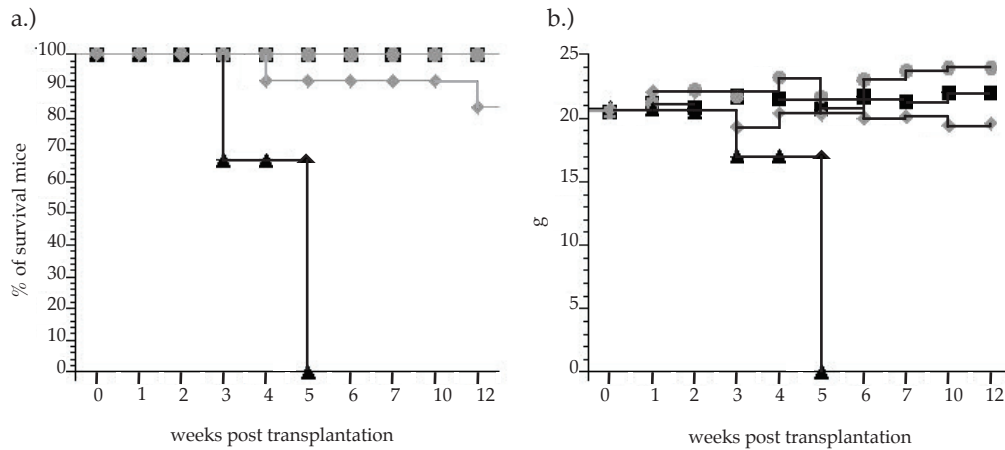 a.)
% of survival mice
100
90
80
70
60
50
40
30
20
10
0
0 1 2 3 4 5 6 7 10 12
weeks post transplantation
b.)
g
25
20
15
10
5
0
0 1 2 3 4 5 6 7 10 12
weeks post transplantation